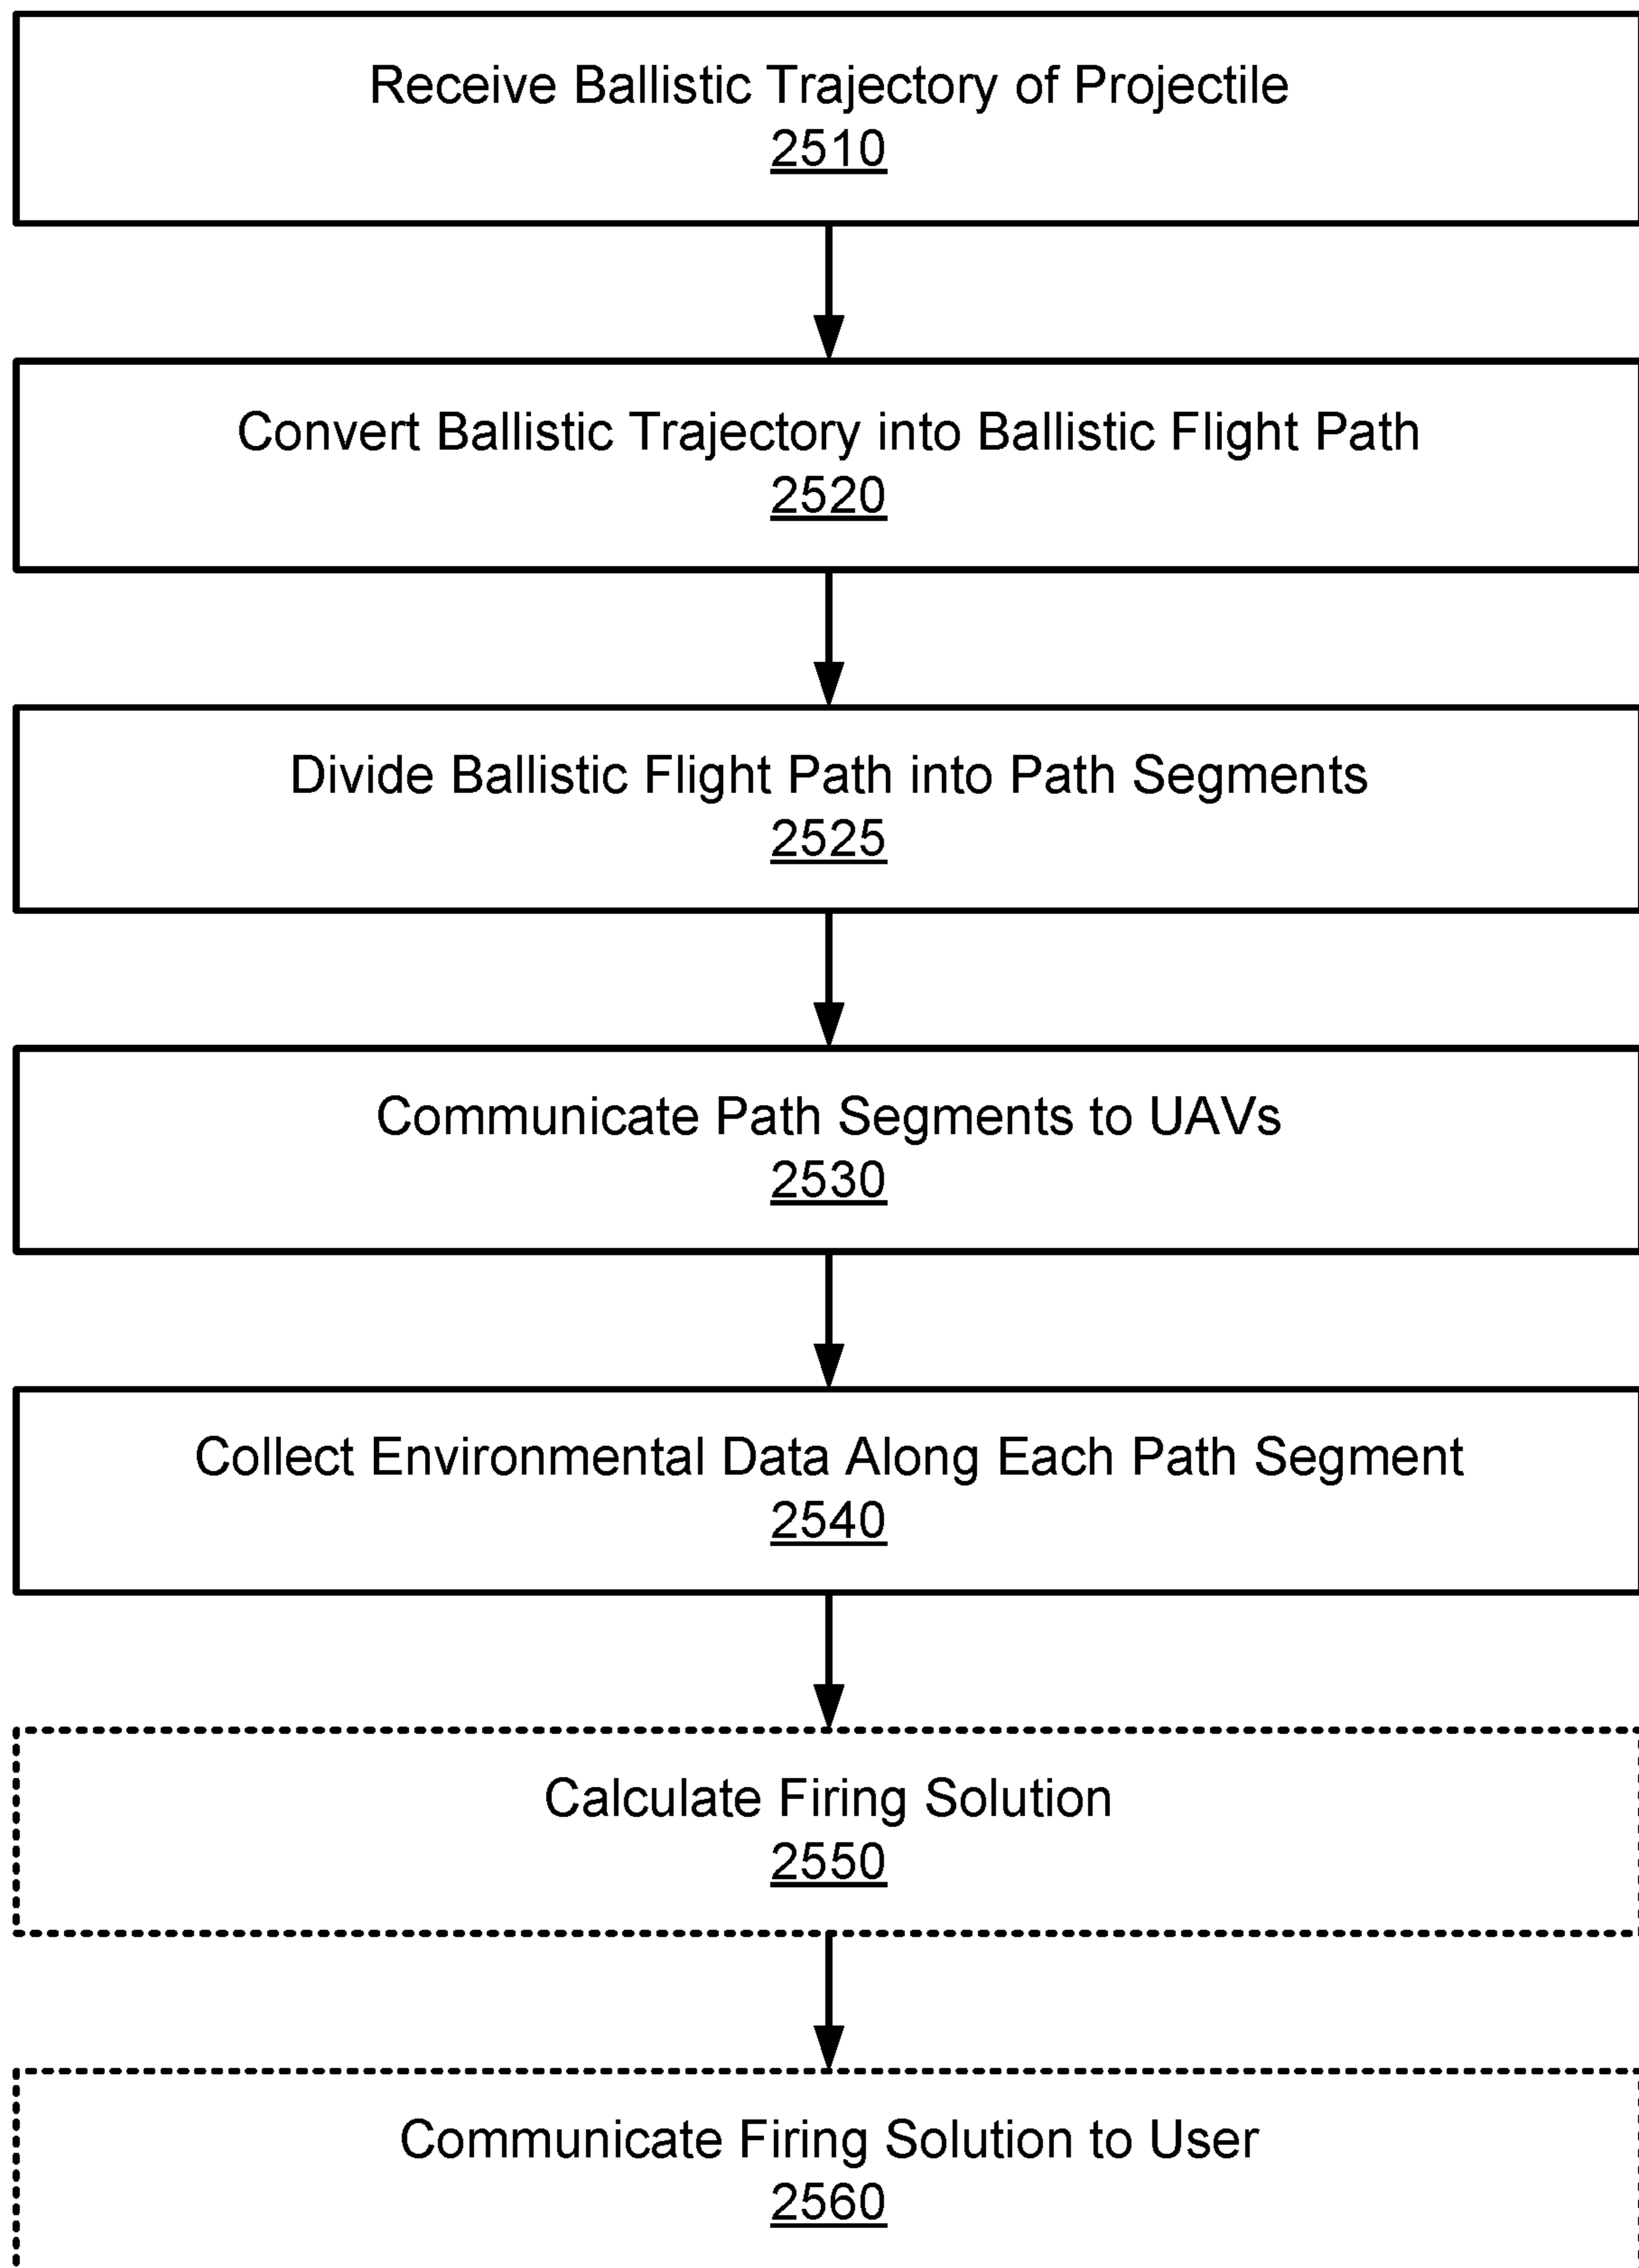 Receive Ballistic Trajectory of Projectile
2510
Convert Ballistic Trajectory into Ballistic Flight Path
2520
Divide Ballistic Flight Path into Path Segments
2525
Communicate Path Segments to UAVs
2530
Collect Environmental Data Along Each Path Segment
2540
Calculate Firing Solution
2550
Communicate Firing Solution to User
2560